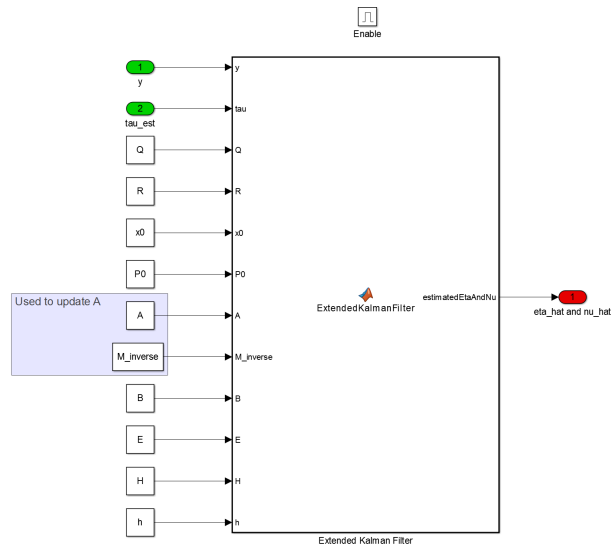 Enable
1
y
y
2
tau
tau_est
Q
Q
R
R
x0
x0
P0
P0
Used to update A
A
A
M_inverse
M_inverse
B
B
E
E
H
H
h
h
ExtendedKalmanFilter
estimatedEtaAndNu
1
eta_hat and nu_hat
Extended Kalman Filter